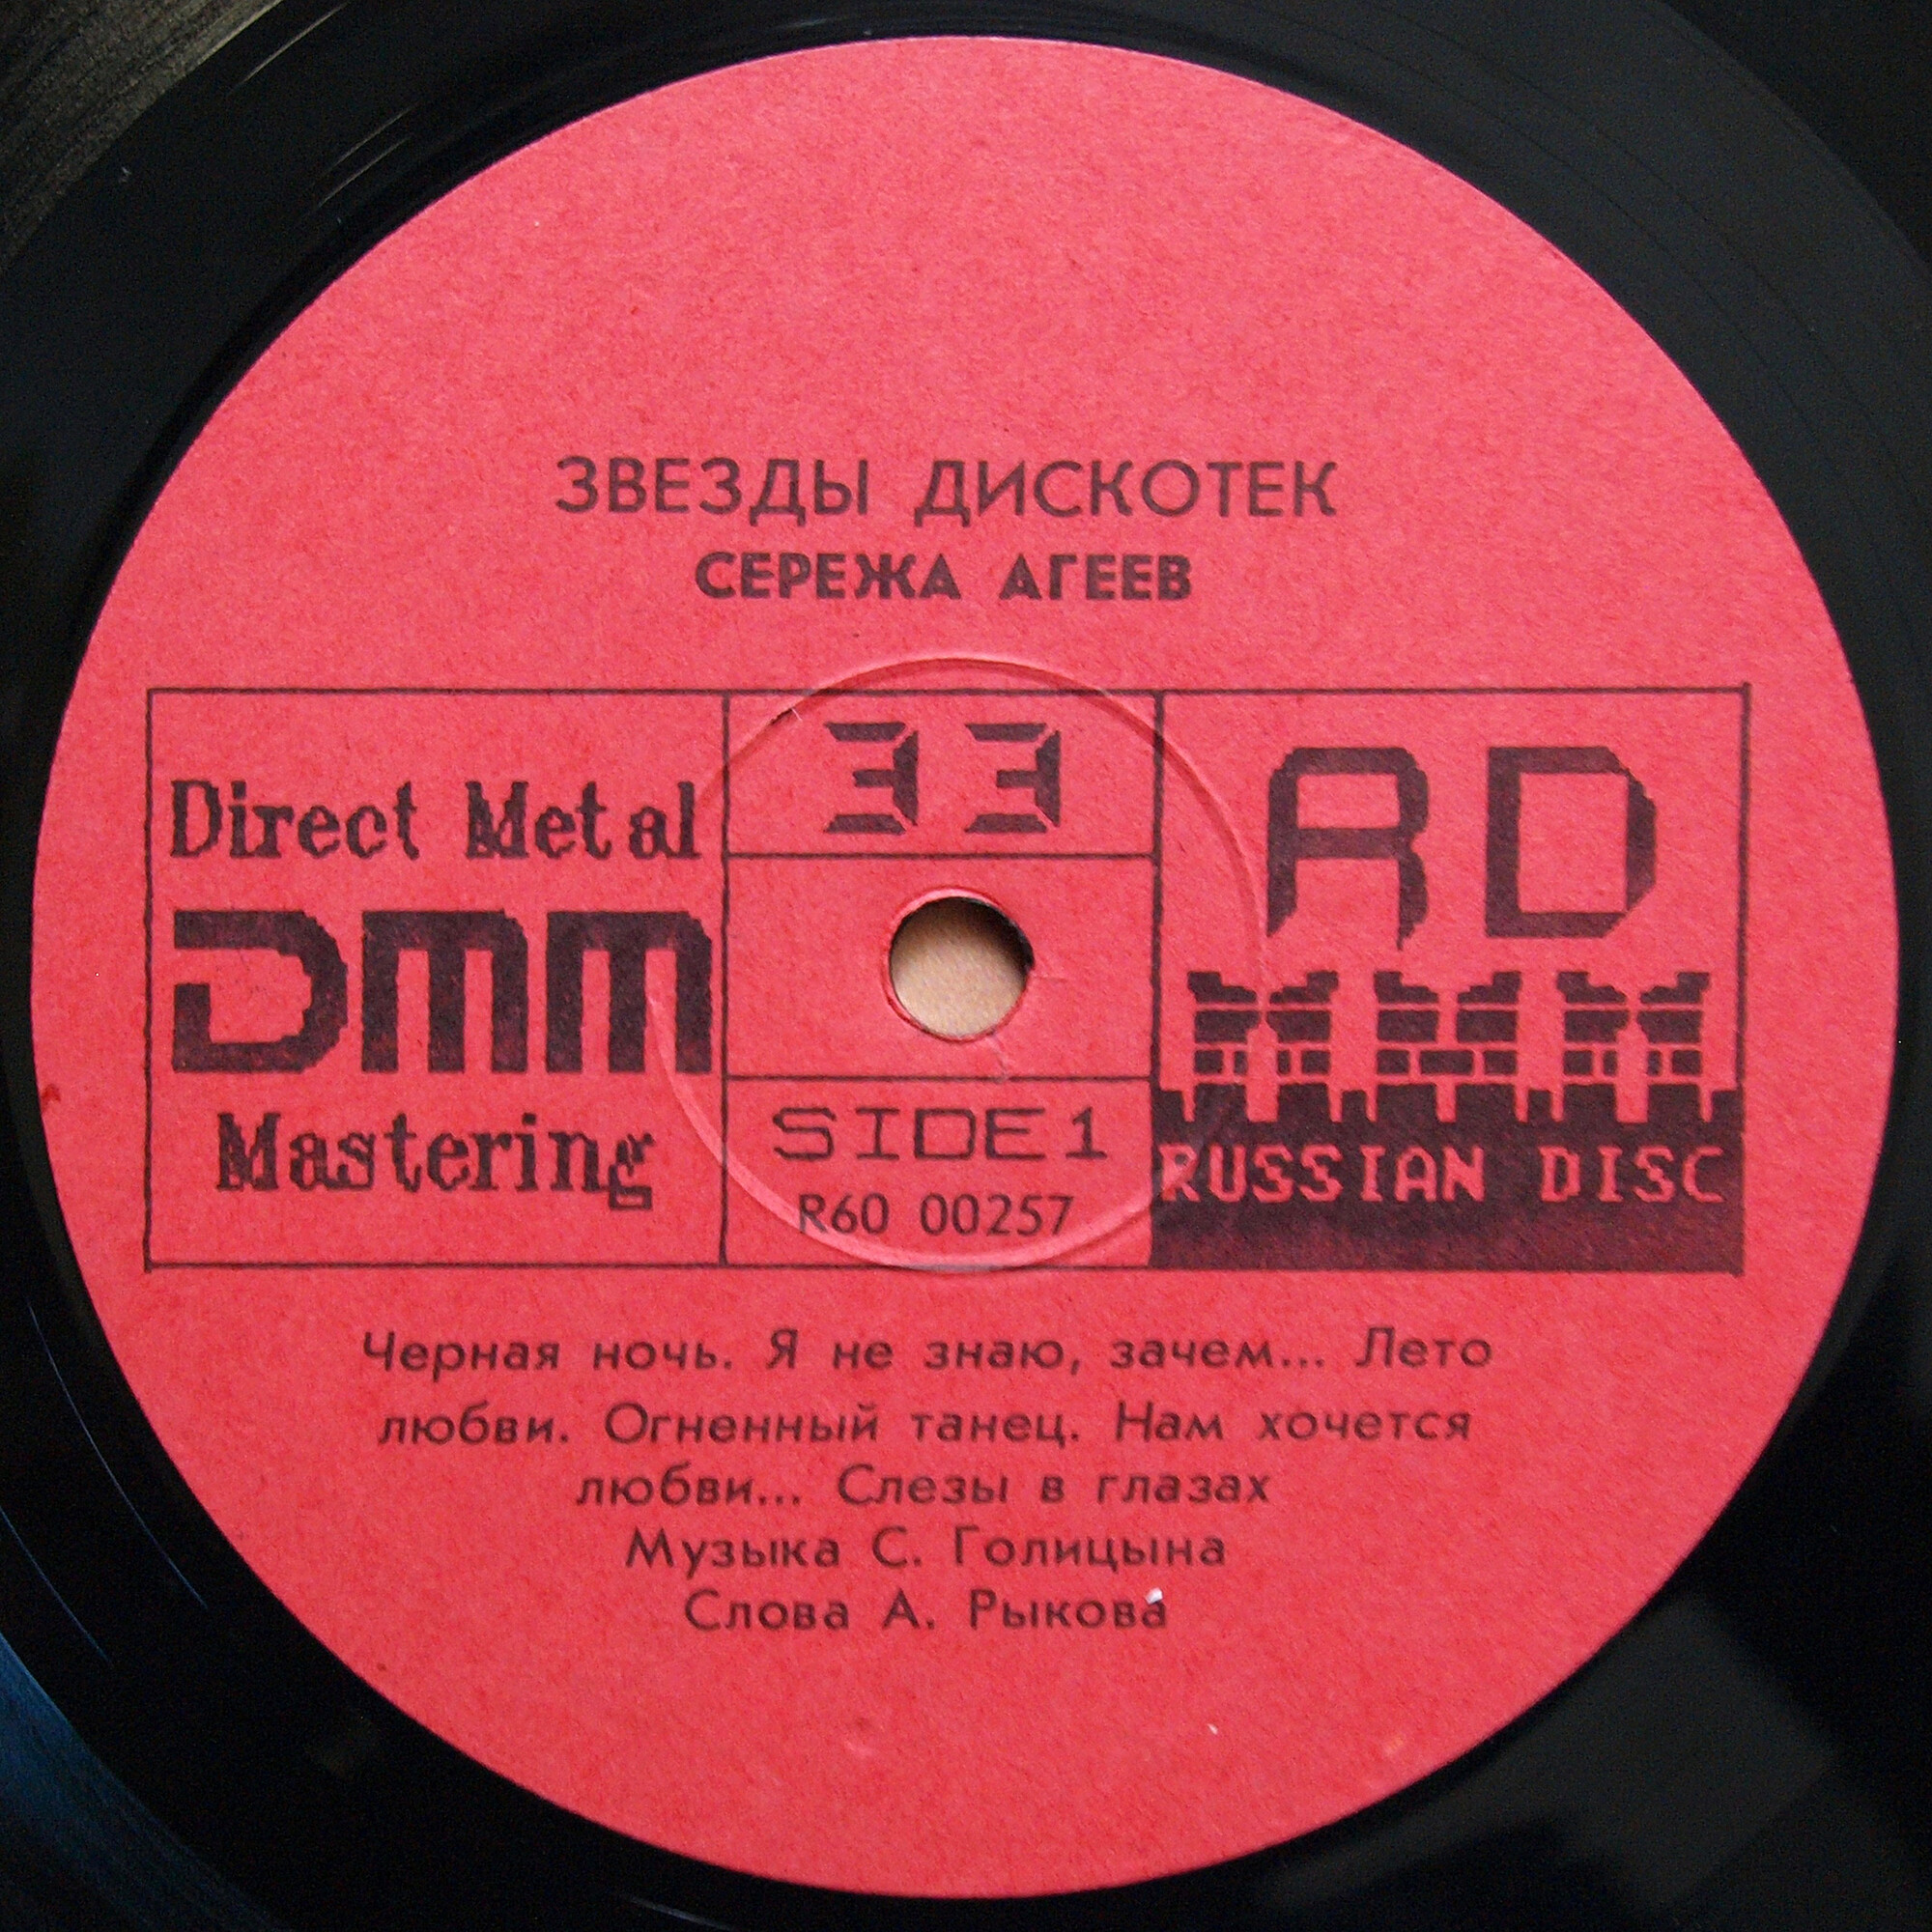 ЗВЕЗДЫ ДИСКОТЕК
СЕРЕЖА АГЕЕВ
Direct Metal
DMM
Mastering
33
SIDE 1
R60 00257
RD
RUSSIAN DISC
Черная ночь. Я не знаю, зачем... Лето
любви. Огненный танец. Нам хочется
любви... Слезы в глазах
Музыка С. Голицына
Слова А. Рыкова